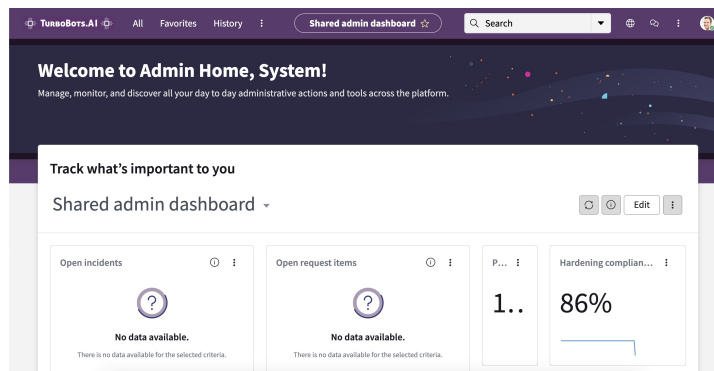 TURBOBOTS.AI All Favorites History Shared admin dashboard Search
Welcome to Admin Home, System!
Manage, monitor, and discover all your day to day administrative actions and tools across the platform.
Track what's important to you
Shared admin dashboard
Edit
Open incidents
?
No data available.
There is no data available for the selected criteria.
Open request items
?
No data available.
There is no data available for the selected criteria.
P...
1..
Hardening complian...
86%